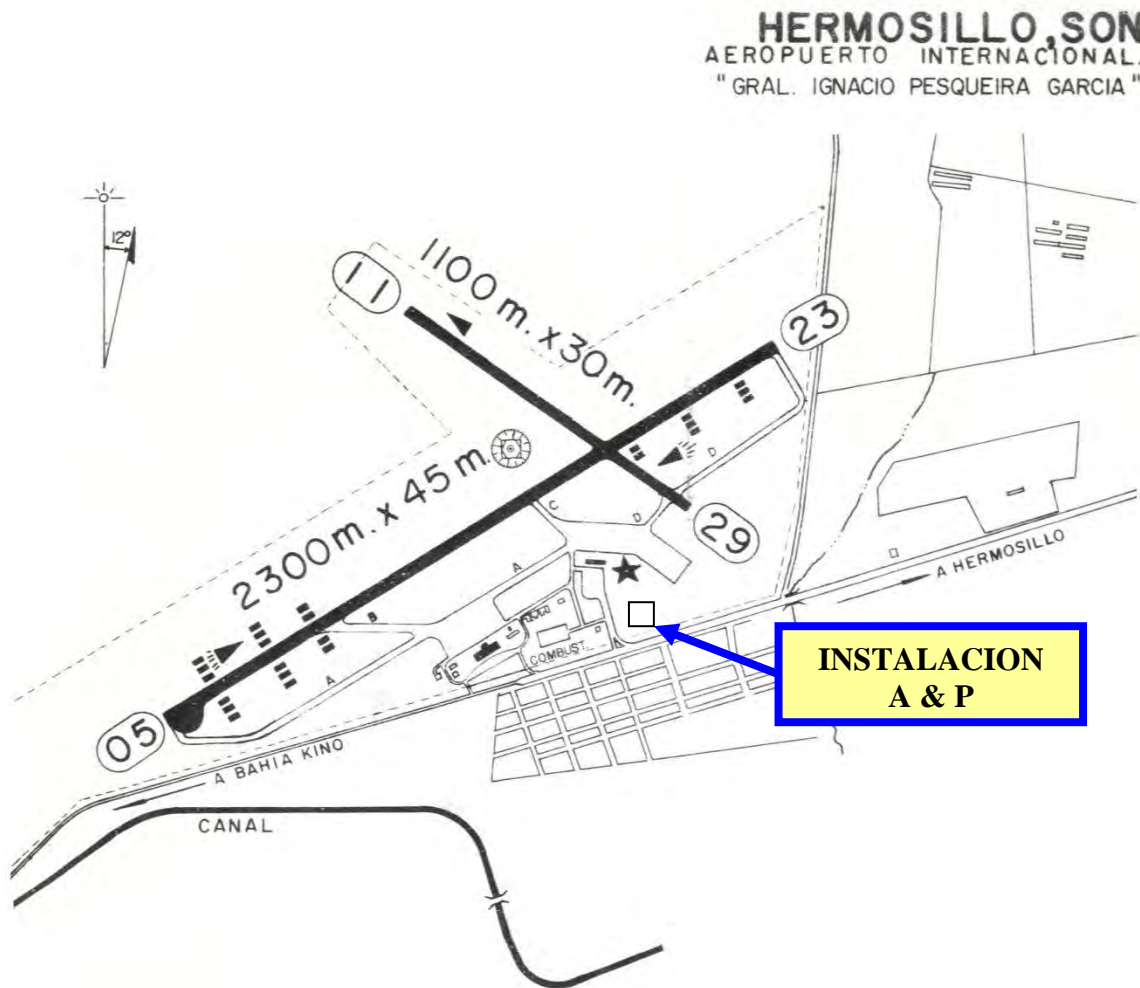 HERMOSILLO, SON
AEROPUERTO INTERNACIONAL.
"GRAL. IGNACIO PESQUEIRA GARCIA"
12°
11
1100 m. x 30 m.
23
2300 m. x 45 m.
D
C
D
29
A
B
A
COMBUST.
A HERMOSILLO
INSTALACION
A & P
05
A BAHIA KINO
CANAL